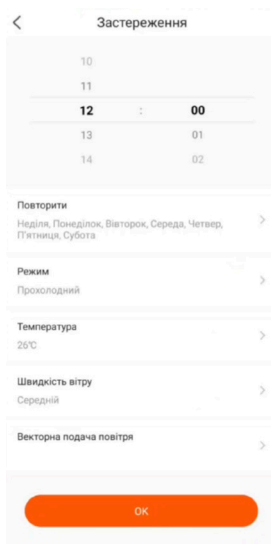 Застереження
10
11
12 : 00
13 01
14 02
Повторити
Неділя, Понеділок, Вівторок, Середа, Четвер,
П'ятниця, Субота
Режим
Прохолодний
Температура
26℃
Швидкість вітру
Середній
Векторна подача повітря
OK